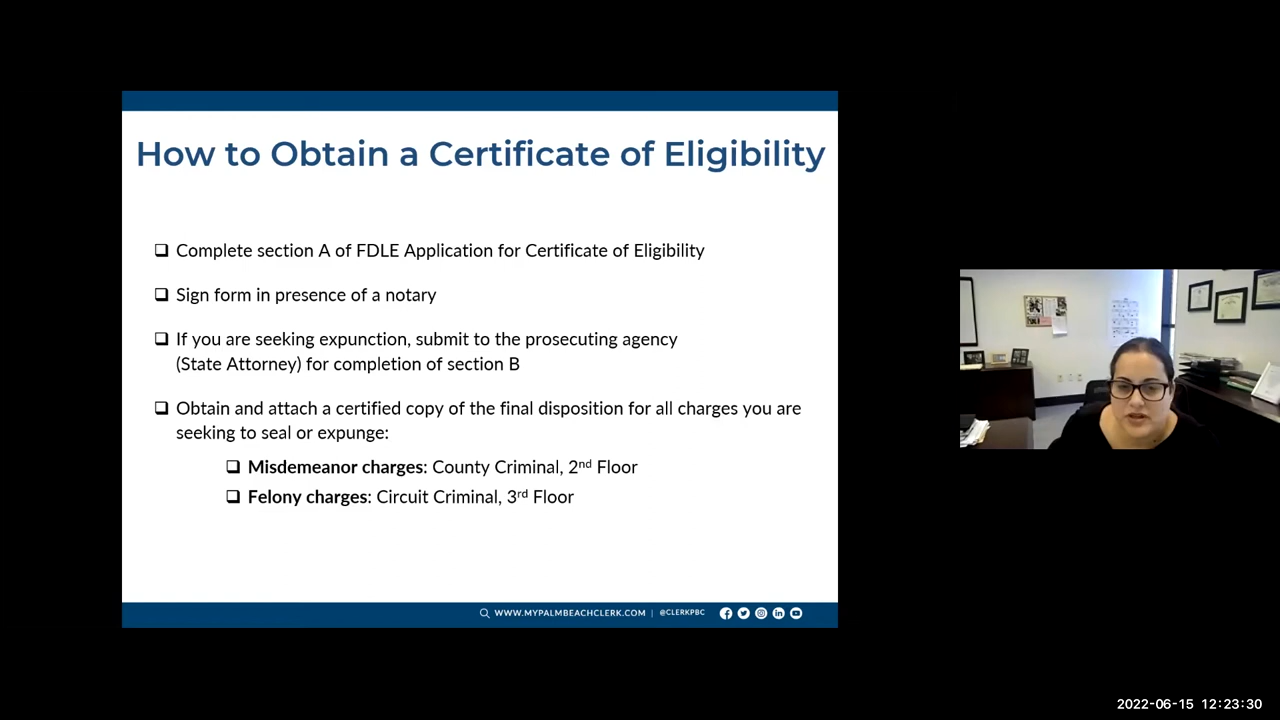 How to Obtain a Certificate of Eligibility
❑ Complete section A of FDLE Application for Certificate of Eligibility
❑ Sign form in presence of a notary
❑ If you are seeking expunction, submit to the prosecuting agency
(State Attorney) for completion of section B
❑ Obtain and attach a certified copy of the final disposition for all charges you are
seeking to seal or expunge:
❑ Misdemeanor charges: County Criminal, 2nd Floor
❑ Felony charges: Circuit Criminal, 3rd Floor
WWW.MYPALMBEACHCLERK.COM | @CLERKPBC
2022-06-15 12:23:30